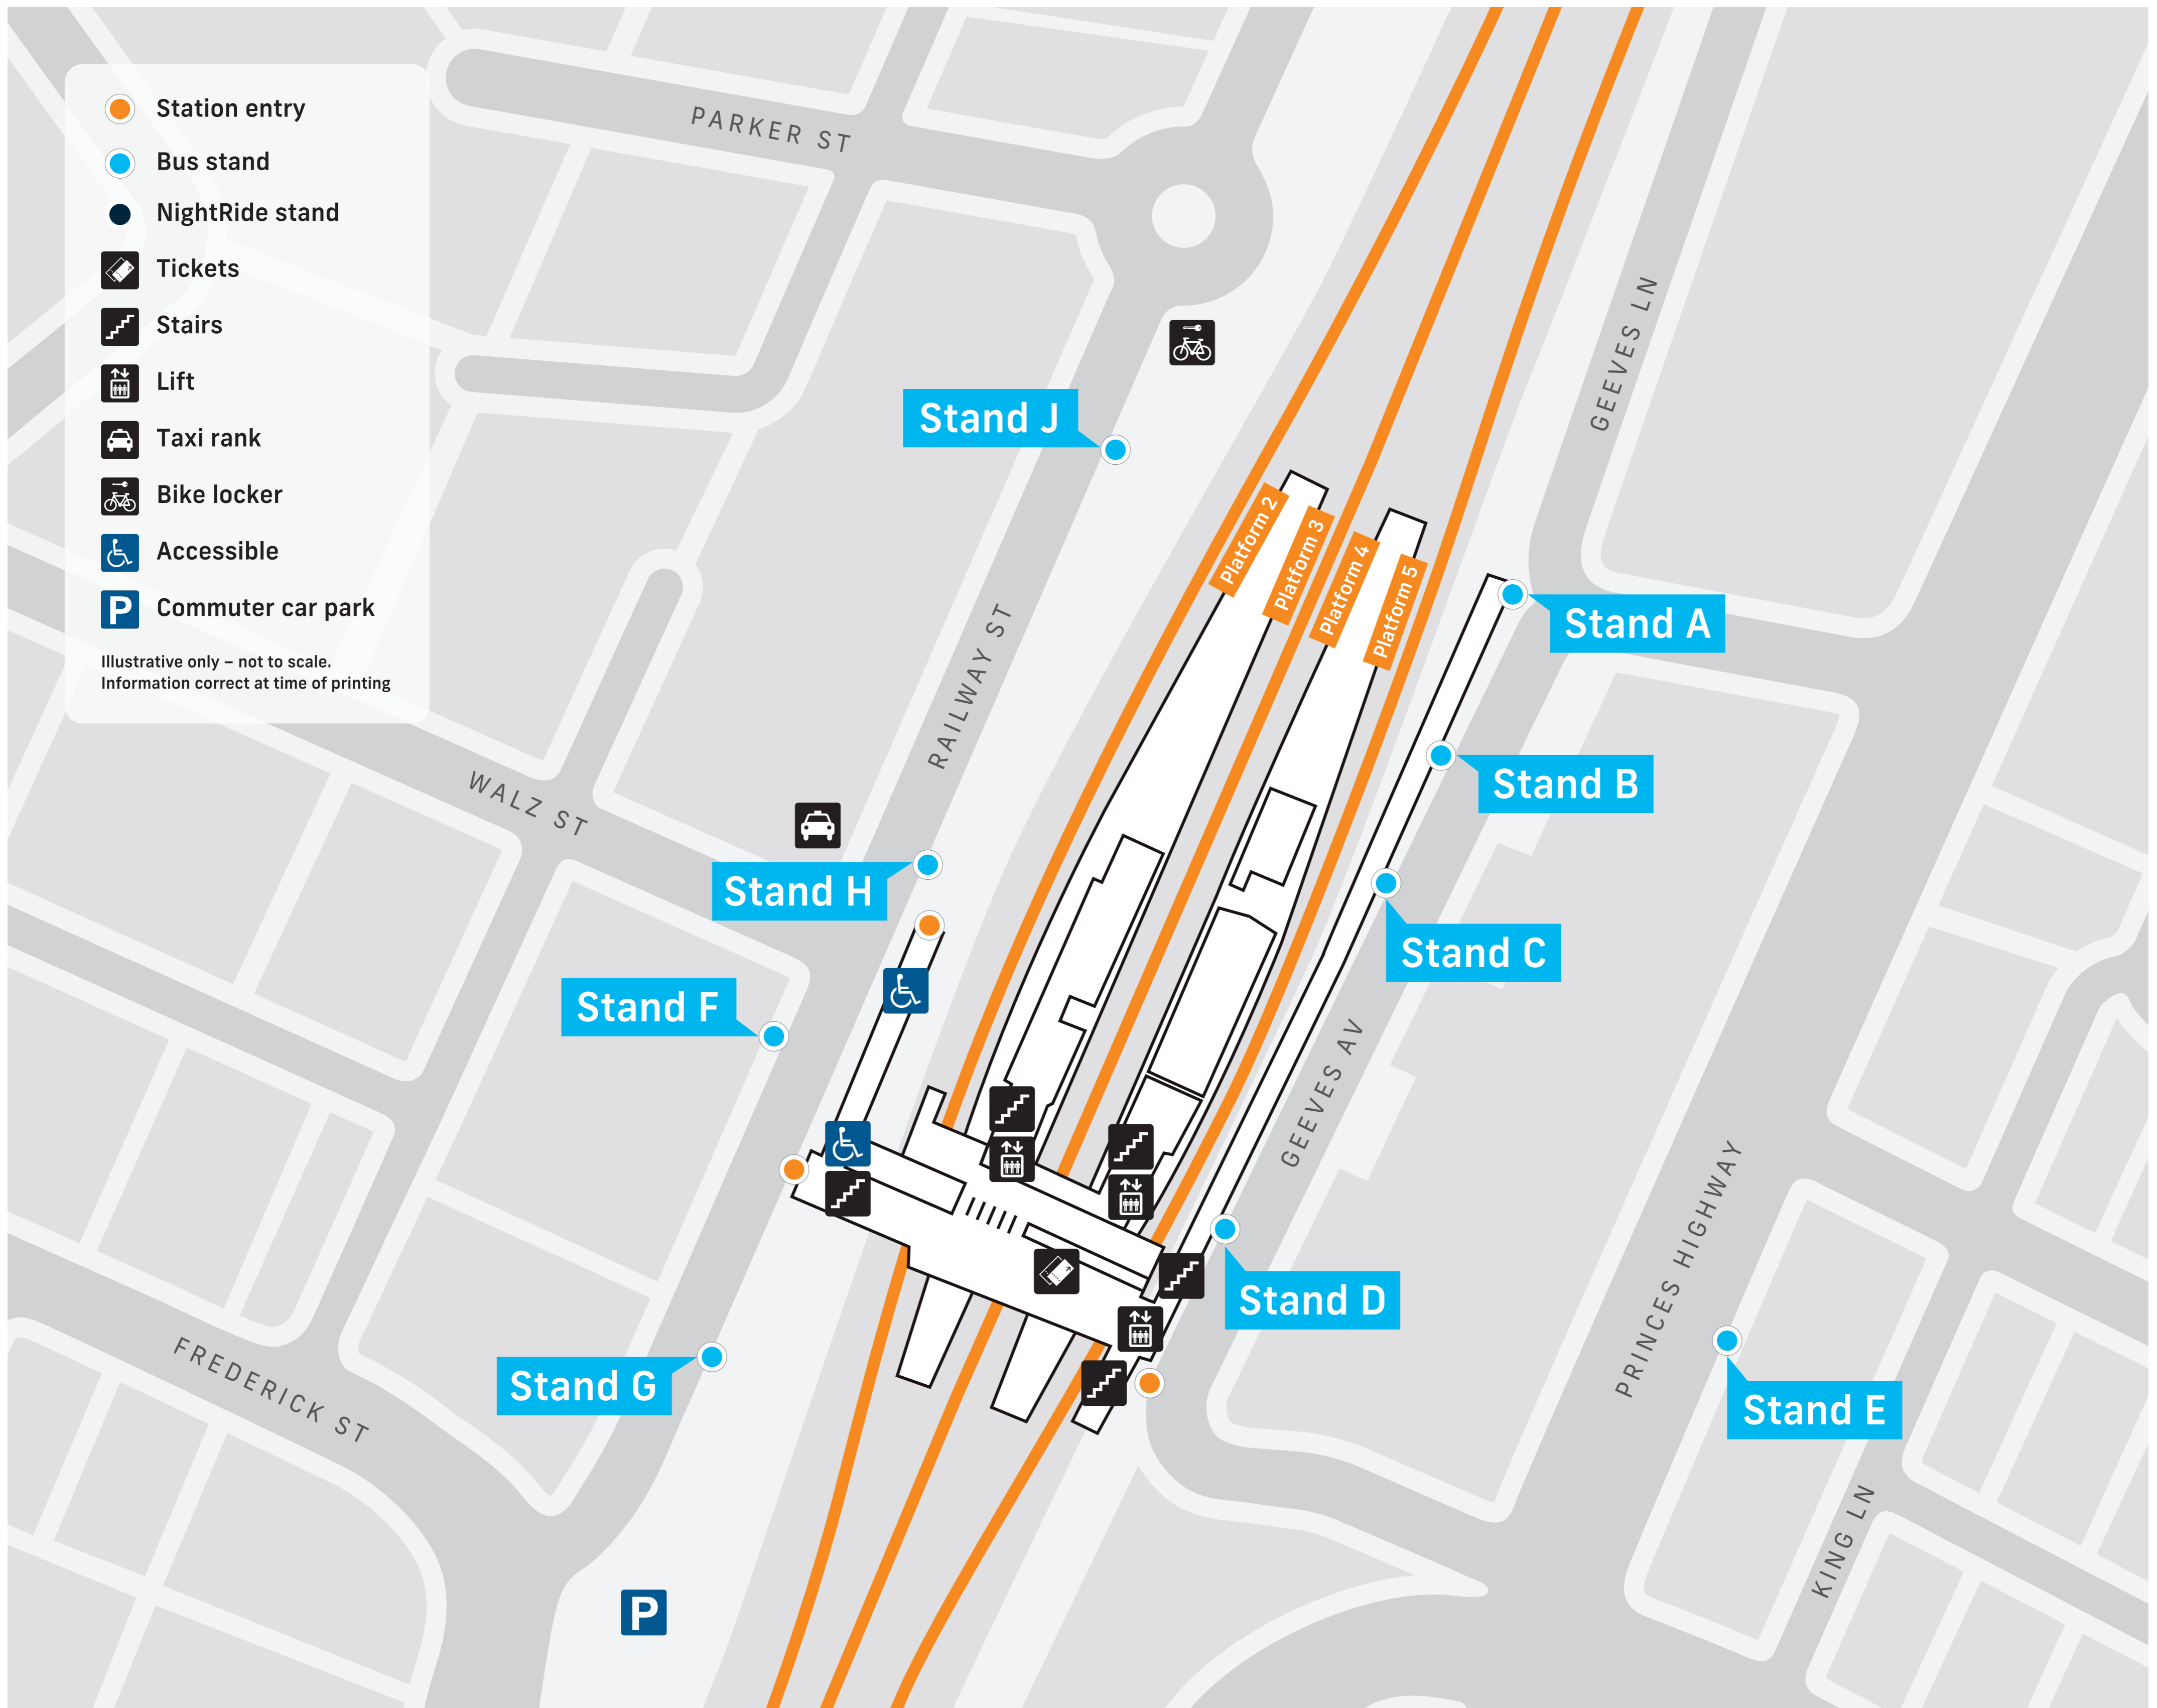 Station entry
Bus stand
NightRide stand
Tickets
Stairs
Lift
Taxi rank
Bike locker
Accessible
P
Commuter car park
Illustrative only – not to scale.
Information correct at time of printing
PARKER ST
GEEVES LN
Stand J
Platform 2
Platform 3
Platform 4
Platform 5
Stand A
RAILWAY ST
WALZ ST
Stand B
Stand H
Stand C
Stand F
GEEVES AV
PRINCES HIGHWAY
Stand D
FREDERICK ST
Stand G
Stand E
KING LN
P